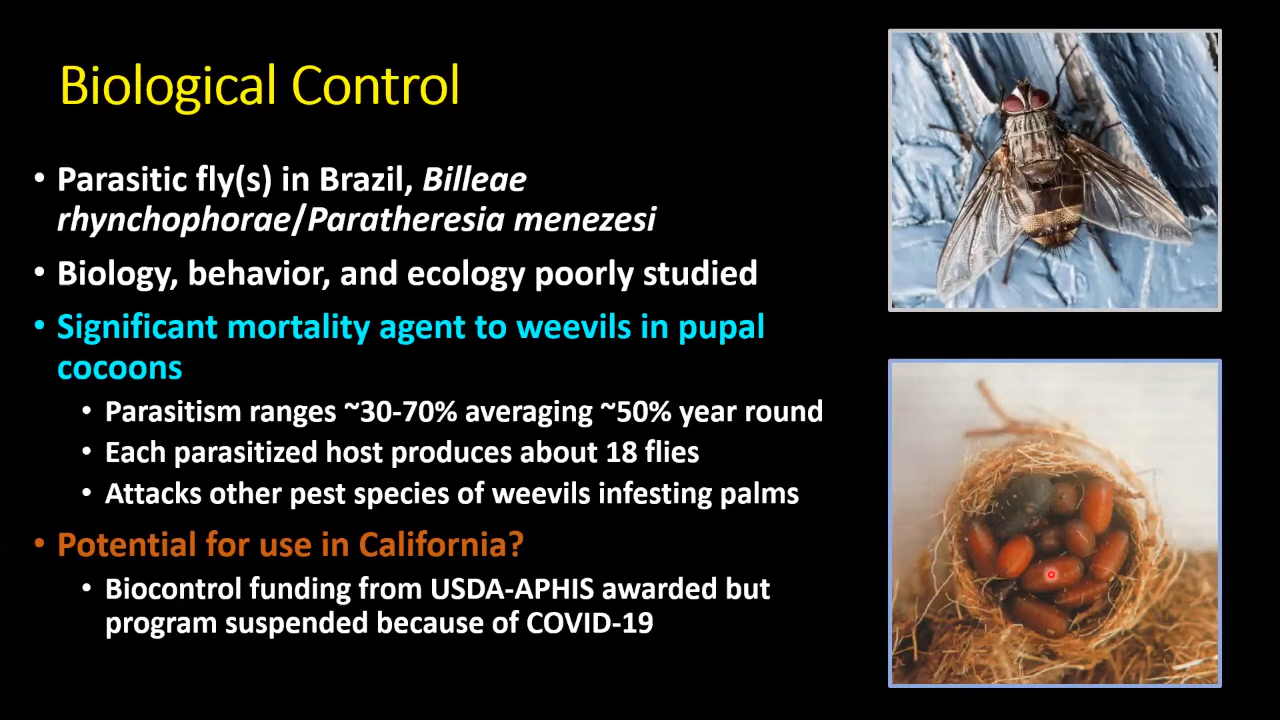 Biological Control
• Parasitic fly(s) in Brazil, Billeae
rhynchophorae/Paratheresia menezesi
• Biology, behavior, and ecology poorly studied
• Significant mortality agent to weevils in pupal
cocoons
• Parasitism ranges ~30-70% averaging ~50% year round
• Each parasitized host produces about 18 flies
• Attacks other pest species of weevils infesting palms
• Potential for use in California?
• Biocontrol funding from USDA-APHIS awarded but
program suspended because of COVID-19